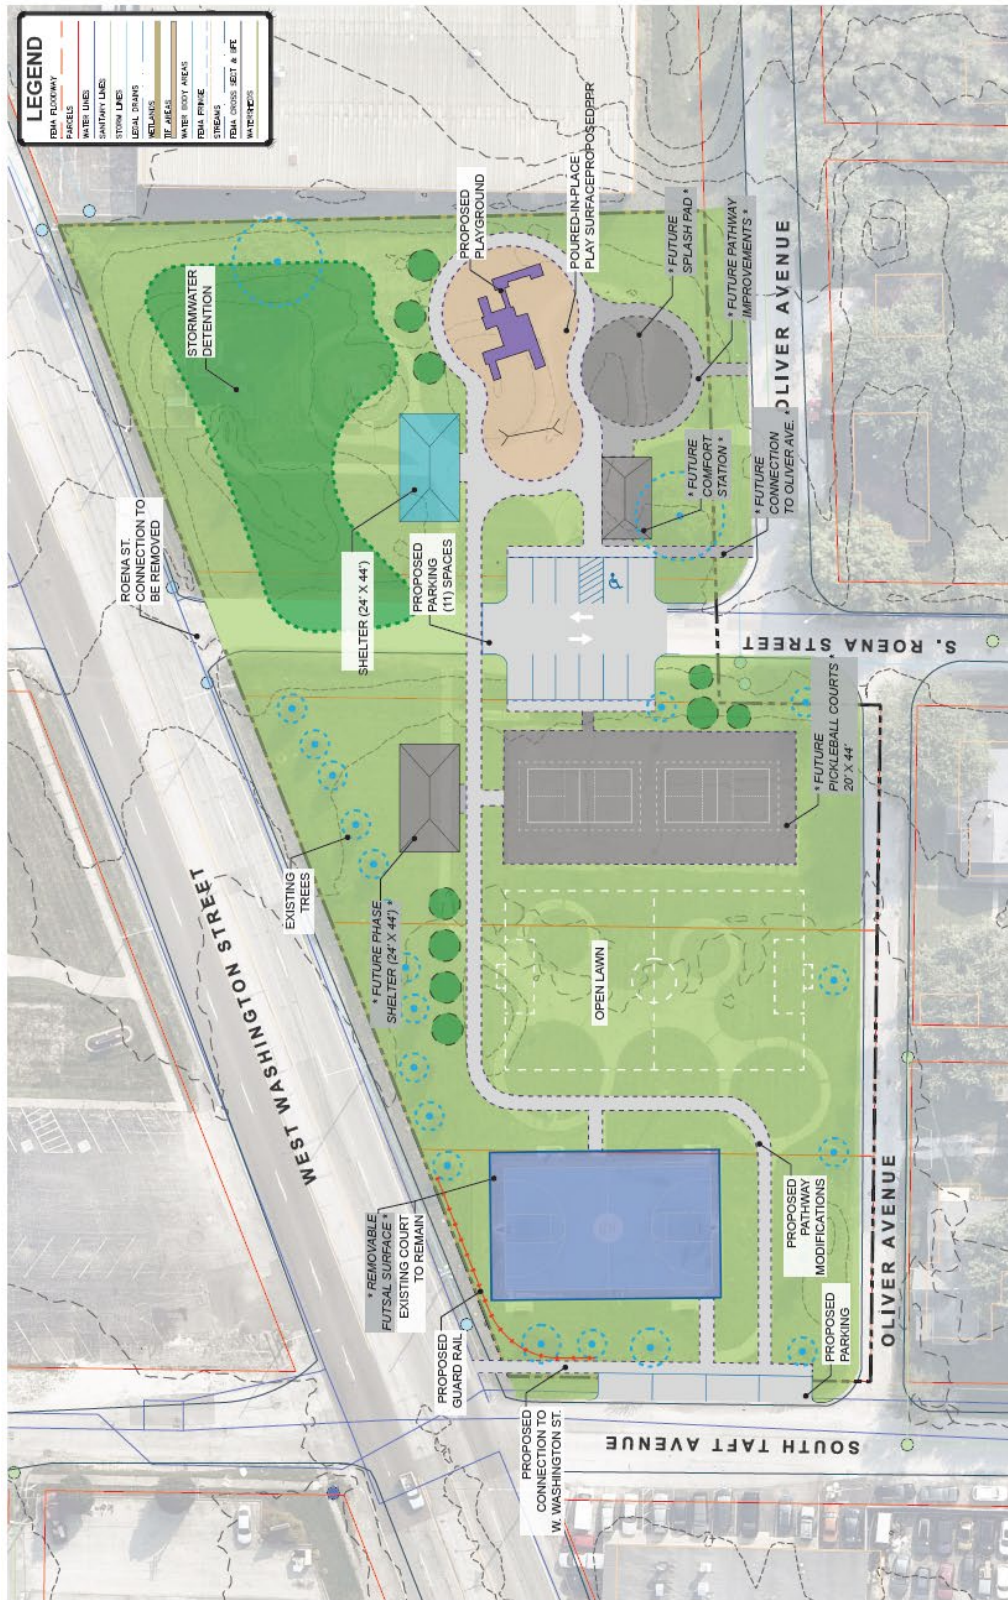 LEGEND
FEMA FLOODWAY
PARCELS
WATER LINES
SANITARY LINES
STORM LINES
LEGAL DRAINS
WETLANDS
TIF AREAS
WATER BODY AREAS
FEMA FRINGE
STREAMS
FEMA CROSS SECT & BFE
WATERSHEDS
STORMWATER
DETENTION
PROPOSED
PLAYGROUND
POURED-IN-PLACE
PLAY SURFACEPROPOSEDPPR
* FUTURE
SPLASH PAD *
* FUTURE PATHWAY
IMPROVEMENTS *
OLIVER AVENUE
ROENA ST.
CONNECTION TO
BE REMOVED
SHELTER (24' X 44')
PROPOSED
PARKING
(11) SPACES
* FUTURE
COMFORT
STATION *
* FUTURE
CONNECTION
TO OLIVER AVE. *
S. ROENA STREET
WEST WASHINGTON STREET
EXISTING
TREES
* FUTURE PHASE
SHELTER (24' X 44') *
* FUTURE
PICKLEBALL COURTS *
20' X 44'
OPEN LAWN
* REMOVABLE
FUTSAL SURFACE *
EXISTING COURT
TO REMAIN
PROPOSED
GUARD RAIL
PROPOSED
PATHWAY
MODIFICATIONS
PROPOSED
PARKING
OLIVER AVENUE
PROPOSED
CONNECTION TO
W. WASHINGTON ST.
SOUTH TAFT AVENUE